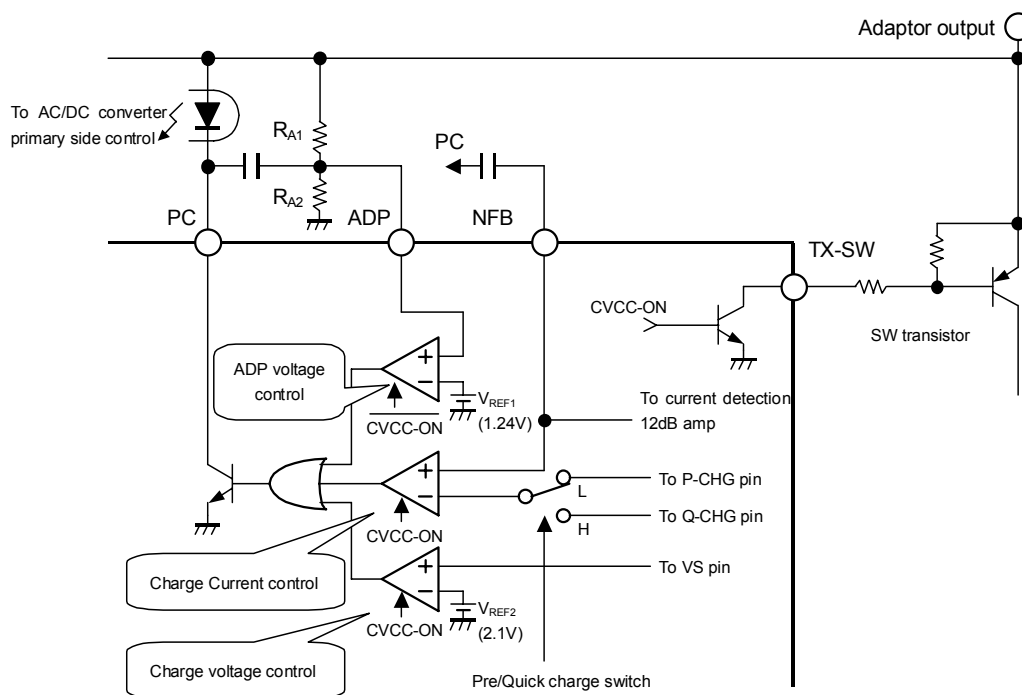 Adaptor output
To AC/DC converter
primary side control
RA1
RA2
PC
PC
ADP
NFB
TX-SW
CVCC-ON
SW transistor
ADP voltage
control
VREF1
(1.24V)
CVCC-ON
To current detection
12dB amp
To P-CHG pin
L
To Q-CHG pin
H
CVCC-ON
Charge Current control
To VS pin
VREF2
(2.1V)
CVCC-ON
Charge voltage control
Pre/Quick charge switch
+
−
+
−
+
−